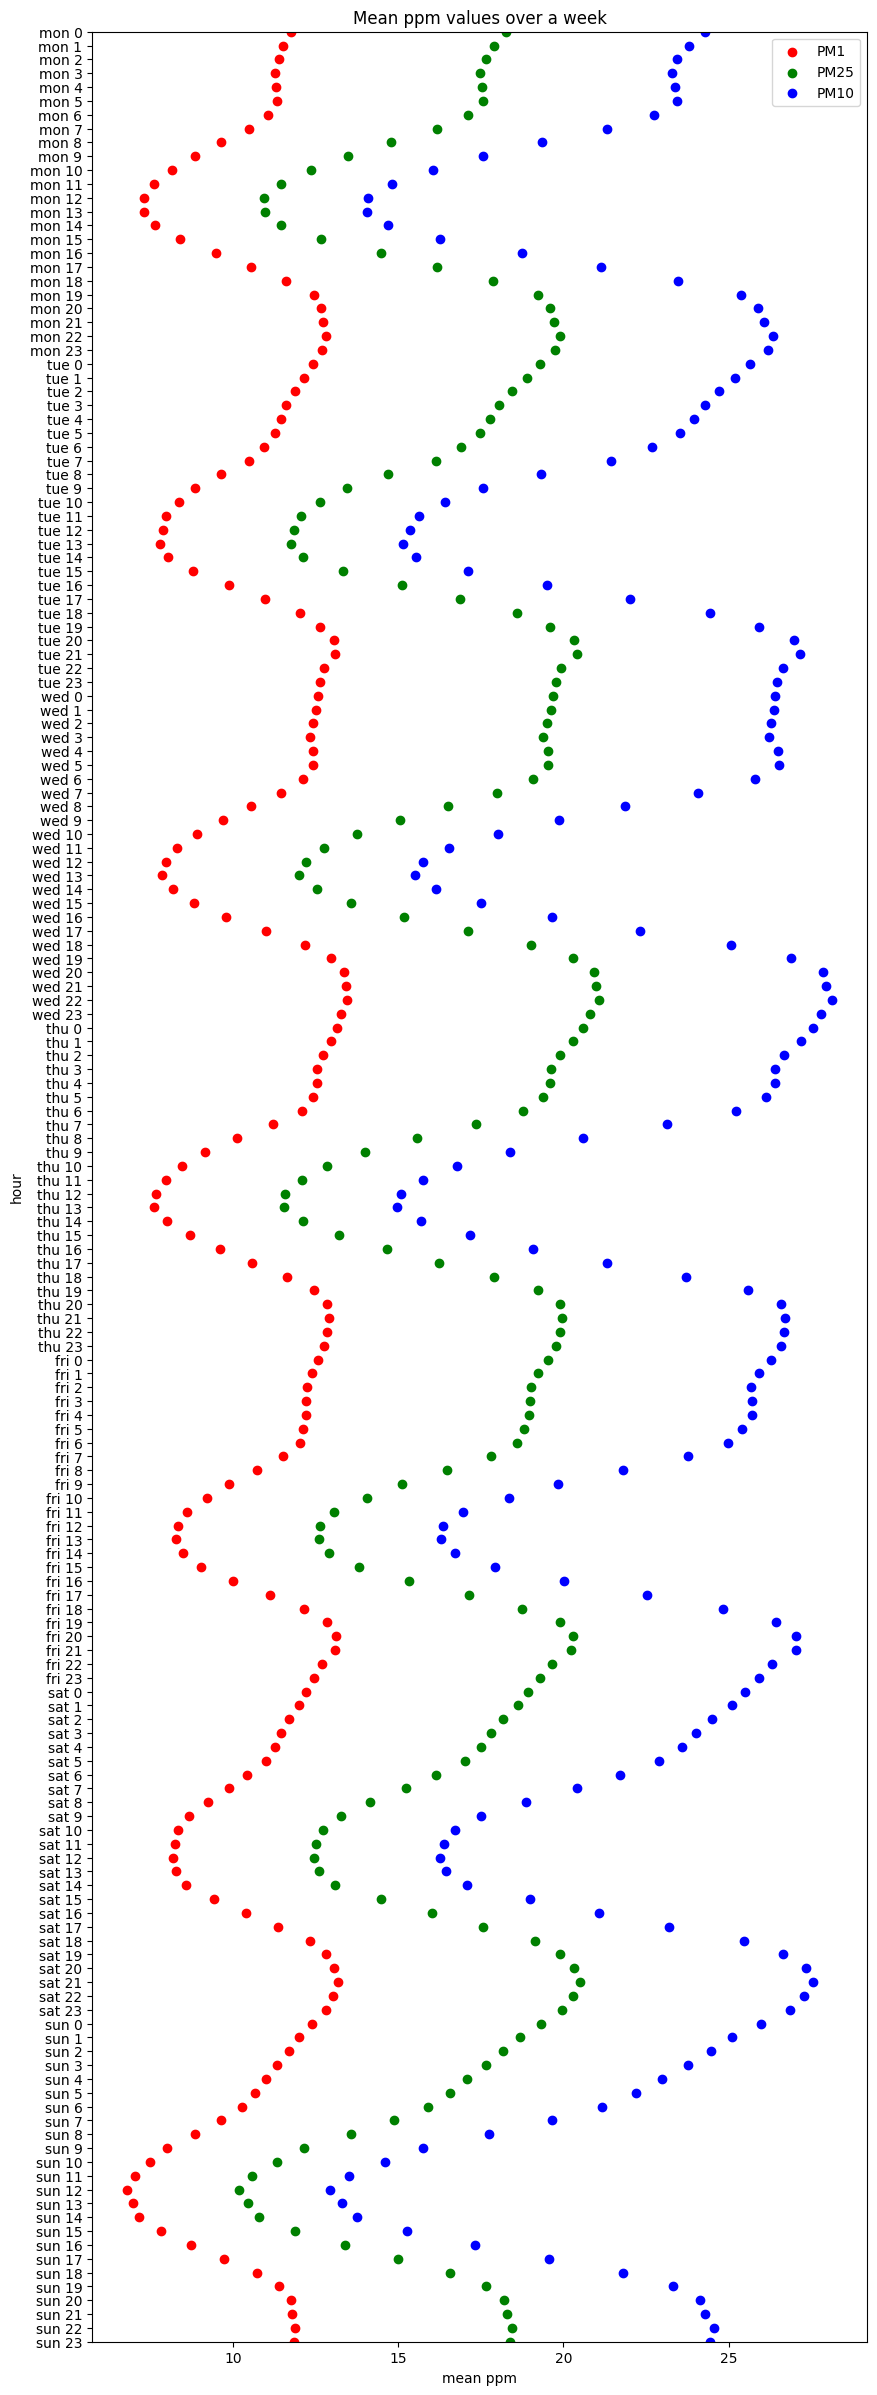 Mean ppm values over a week
PM1
PM25
PM10
mon 0
mon 1
mon 2
mon 3
mon 4
mon 5
mon 6
mon 7
mon 8
mon 9
mon 10
mon 11
mon 12
mon 13
mon 14
mon 15
mon 16
mon 17
mon 18
mon 19
mon 20
mon 21
mon 22
mon 23
tue 0
tue 1
tue 2
tue 3
tue 4
tue 5
tue 6
tue 7
tue 8
tue 9
tue 10
tue 11
tue 12
tue 13
tue 14
tue 15
tue 16
tue 17
tue 18
tue 19
tue 20
tue 21
tue 22
tue 23
wed 0
wed 1
wed 2
wed 3
wed 4
wed 5
wed 6
wed 7
wed 8
wed 9
wed 10
wed 11
wed 12
wed 13
wed 14
wed 15
wed 16
wed 17
wed 18
wed 19
wed 20
wed 21
wed 22
wed 23
thu 0
thu 1
thu 2
thu 3
thu 4
thu 5
thu 6
thu 7
thu 8
thu 9
thu 10
thu 11
thu 12
thu 13
thu 14
thu 15
thu 16
thu 17
thu 18
thu 19
thu 20
thu 21
thu 22
thu 23
fri 0
fri 1
fri 2
fri 3
fri 4
fri 5
fri 6
fri 7
fri 8
fri 9
fri 10
fri 11
fri 12
fri 13
fri 14
fri 15
fri 16
fri 17
fri 18
fri 19
fri 20
fri 21
fri 22
fri 23
sat 0
sat 1
sat 2
sat 3
sat 4
sat 5
sat 6
sat 7
sat 8
sat 9
sat 10
sat 11
sat 12
sat 13
sat 14
sat 15
sat 16
sat 17
sat 18
sat 19
sat 20
sat 21
sat 22
sat 23
sun 0
sun 1
sun 2
sun 3
sun 4
sun 5
sun 6
sun 7
sun 8
sun 9
sun 10
sun 11
sun 12
sun 13
sun 14
sun 15
sun 16
sun 17
sun 18
sun 19
sun 20
sun 21
sun 22
sun 23
hour
10 15 20 25
mean ppm